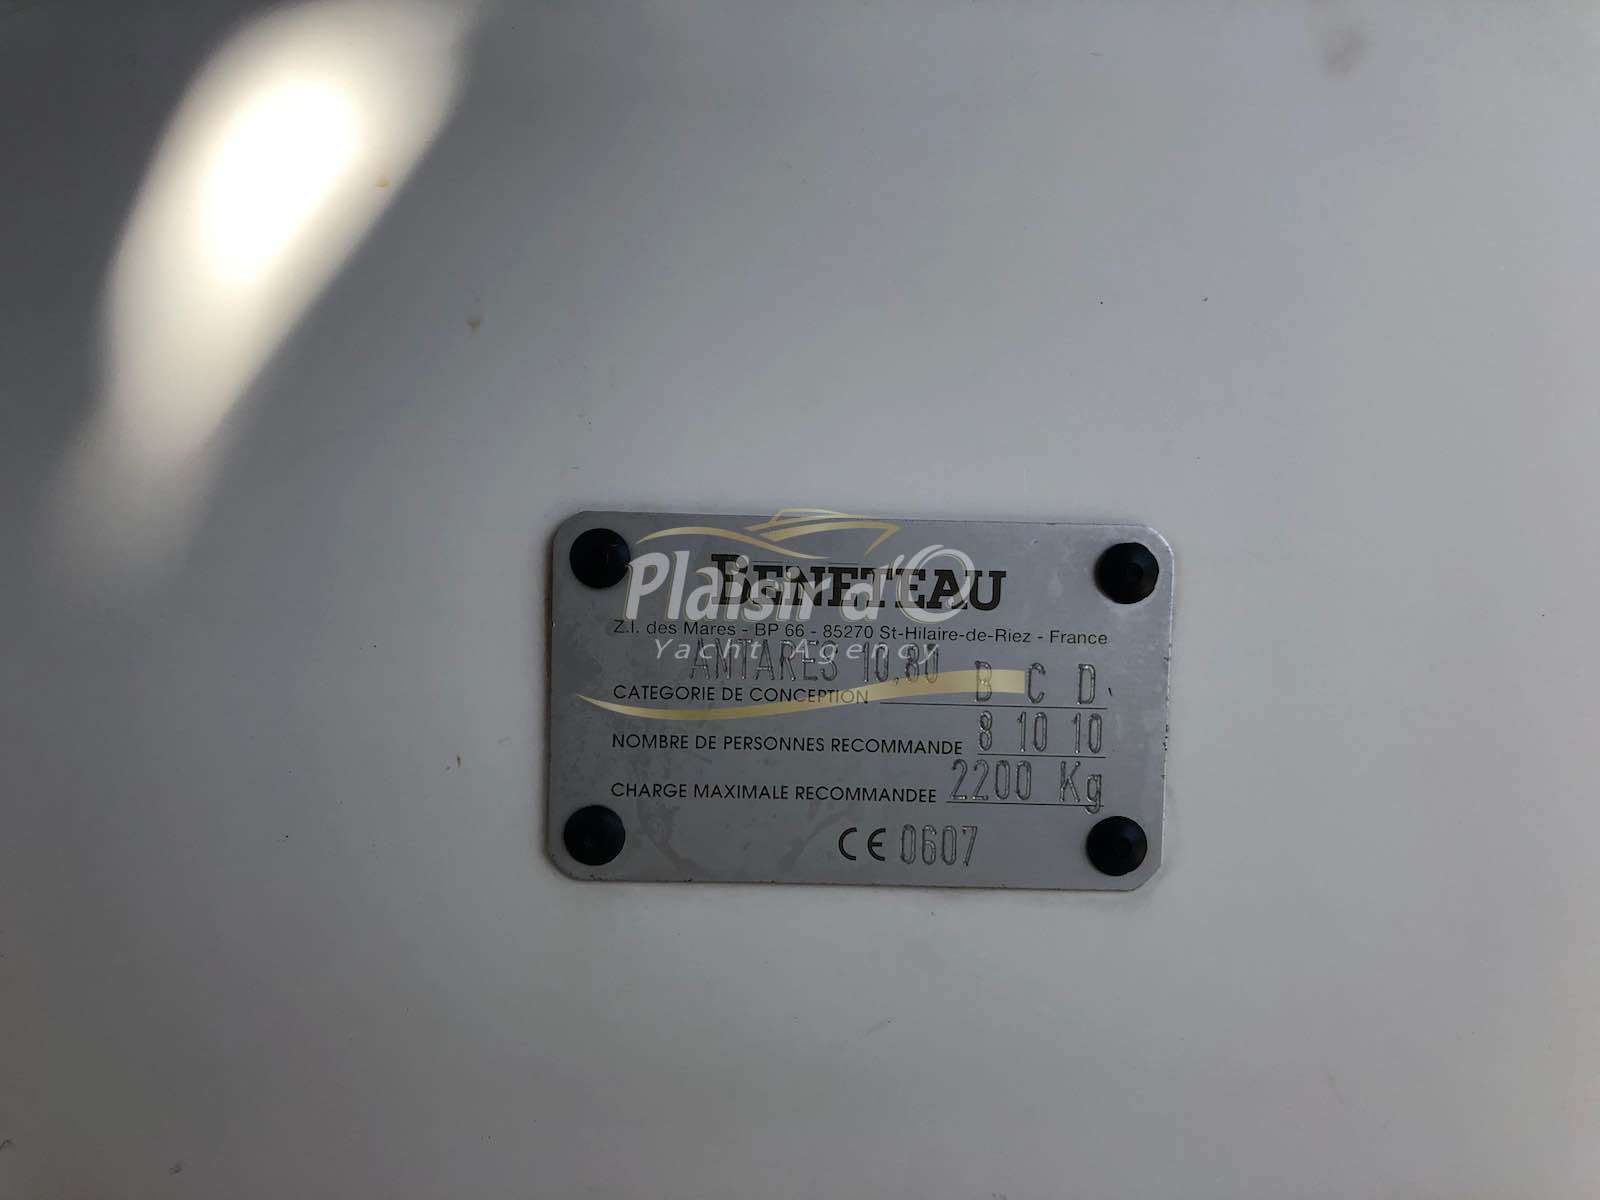 BENETEAU
Plaisir d'O
Z.I. des Mares - BP 66 - 85270 St-Hilaire-de-Riez - France
Yacht Agency
ANTARES 10,80
CATEGORIE DE CONCEPTION B C D
NOMBRE DE PERSONNES RECOMMANDE 8 10 10
CHARGE MAXIMALE RECOMMANDEE 2200 Kg
CE 0607